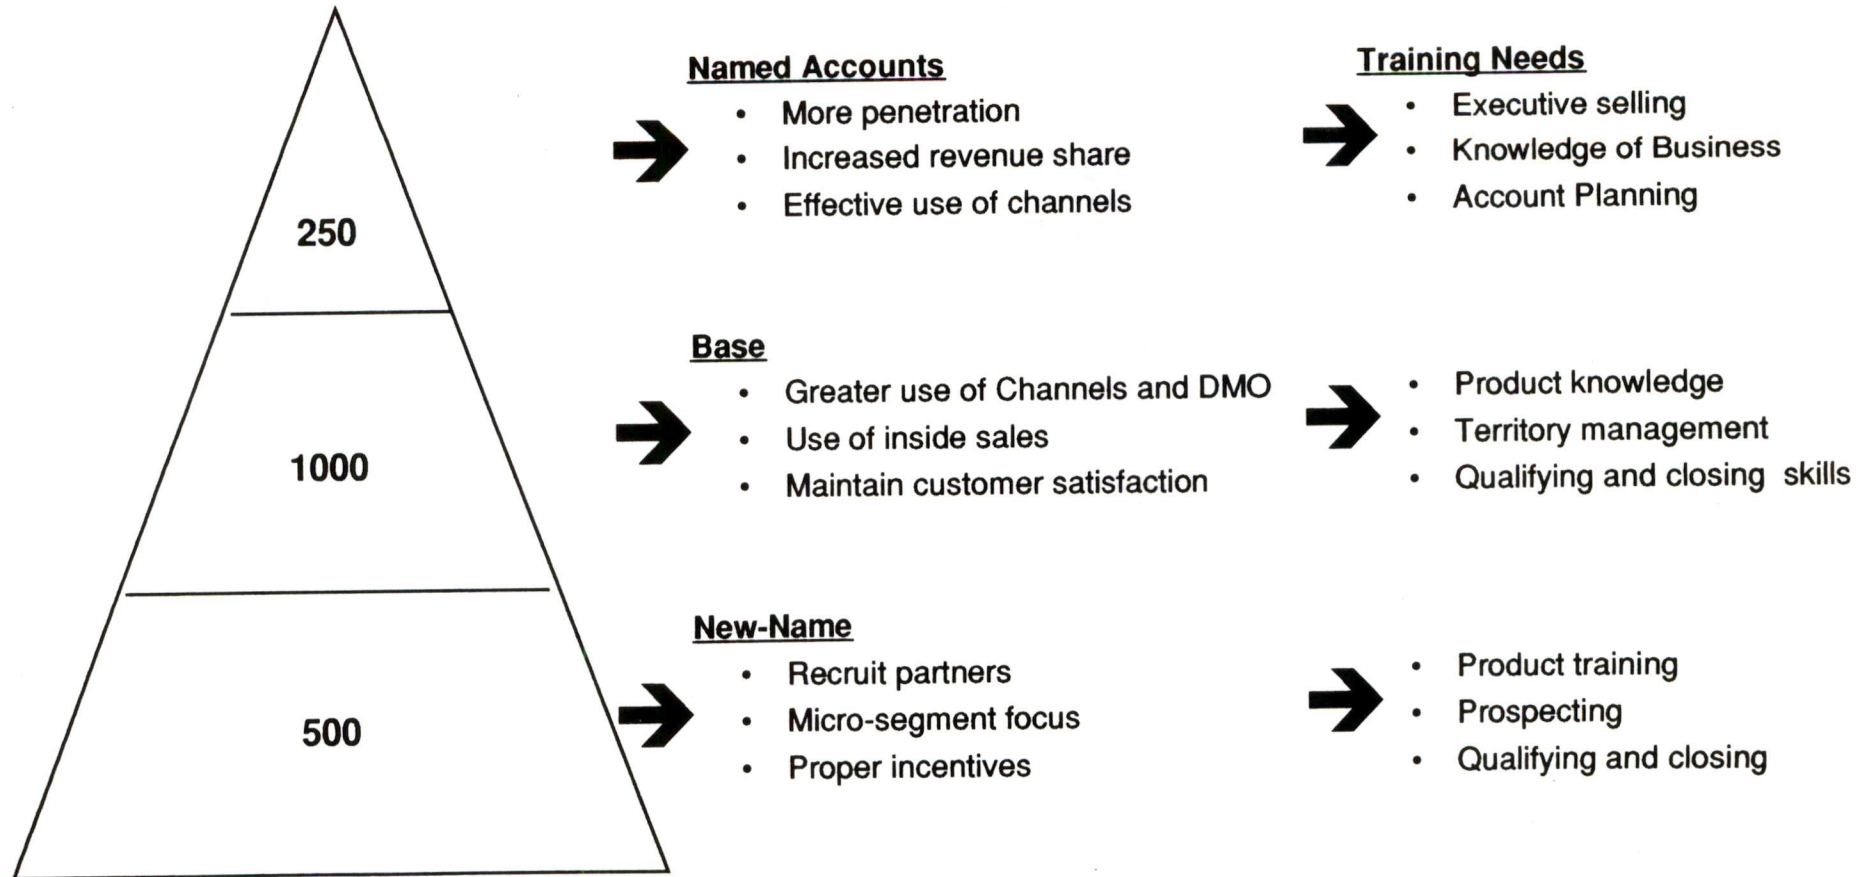 Named Accounts
• More penetration
• Increased revenue share
• Effective use of channels
Training Needs
• Executive selling
• Knowledge of Business
• Account Planning
250
Base
• Greater use of Channels and DMO
• Use of inside sales
• Maintain customer satisfaction
• Product knowledge
• Territory management
• Qualifying and closing skills
1000
New-Name
• Recruit partners
• Micro-segment focus
• Proper incentives
• Product training
• Prospecting
• Qualifying and closing
500